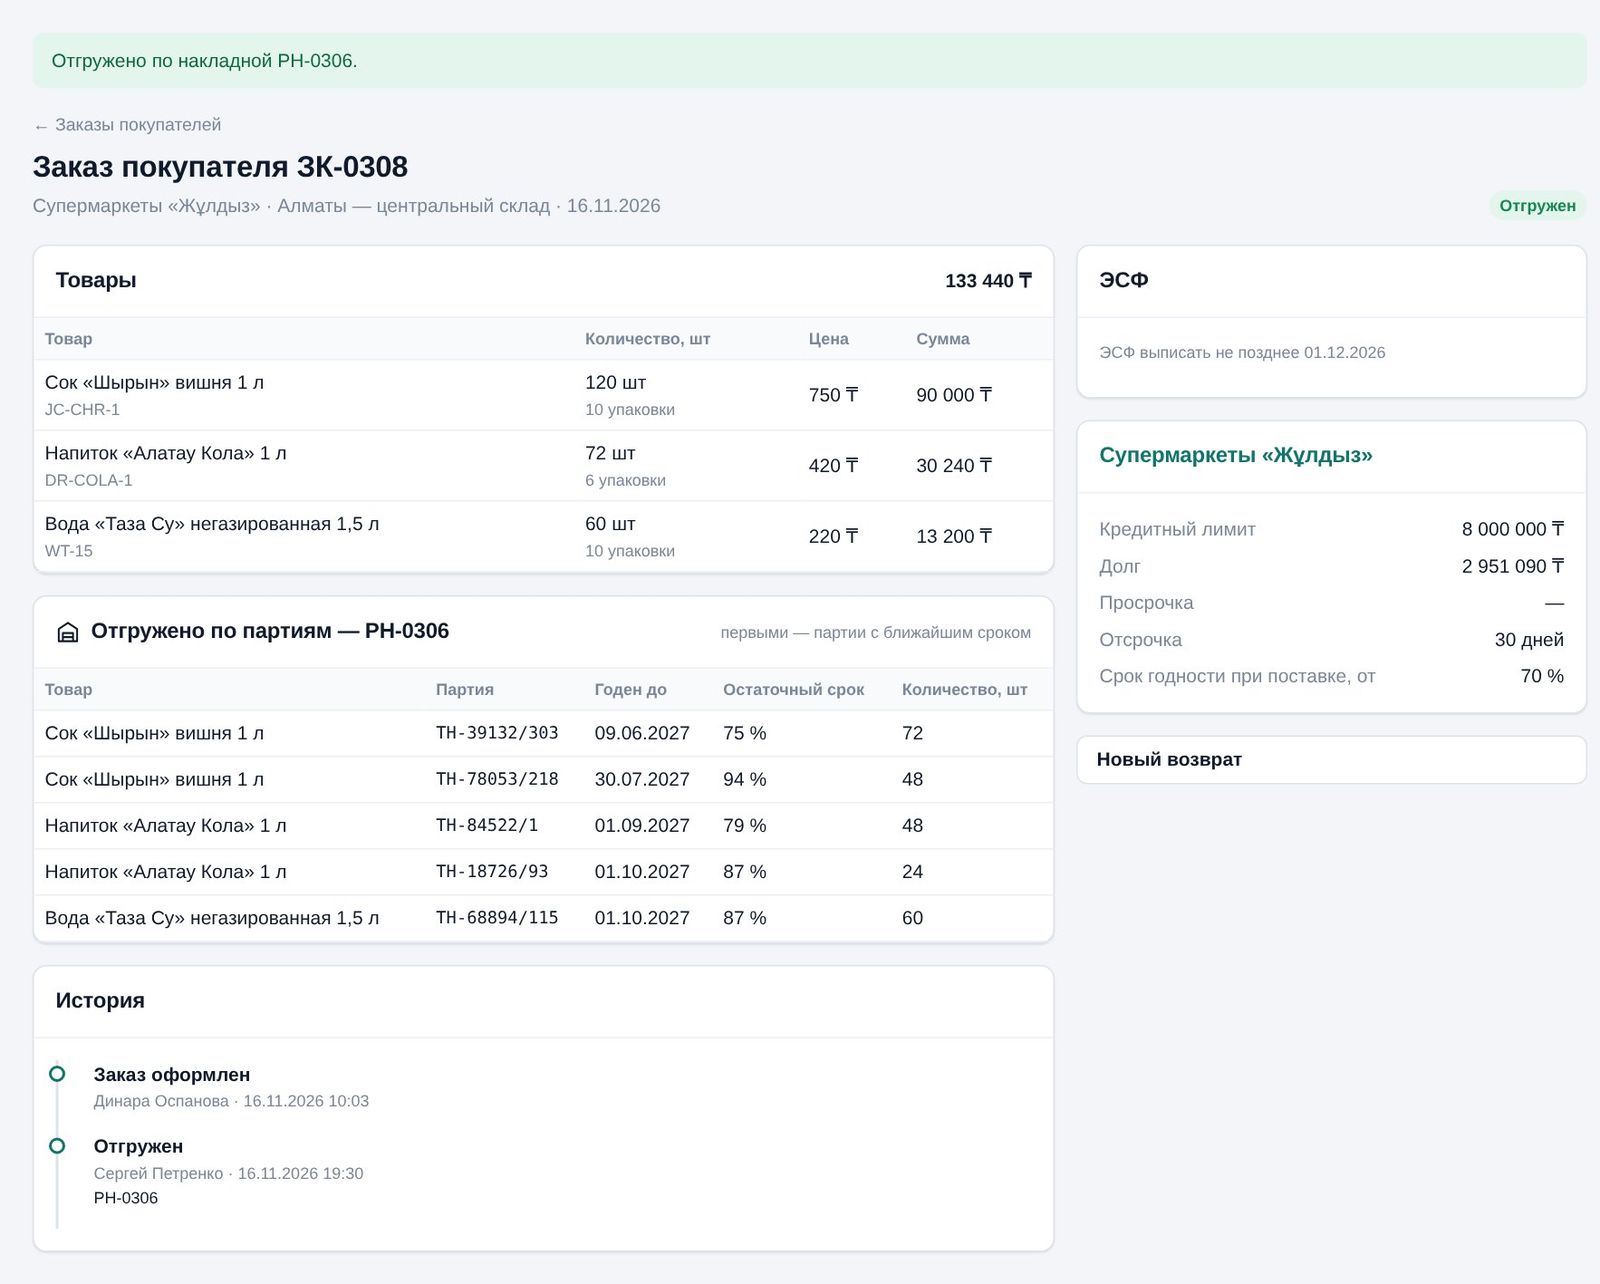 Отгружено по накладной РН-0306.
← Заказы покупателей
Заказ покупателя ЗК-0308
Супермаркеты «Жұлдыз» · Алматы — центральный склад · 16.11.2026
Отгружен
Товары 133 440 ₸
Товар Количество, шт Цена Сумма
Сок «Шырын» вишня 1 л 120 шт 750 ₸ 90 000 ₸
JC-CHR-1 10 упаковки
Напиток «Алатау Кола» 1 л 72 шт 420 ₸ 30 240 ₸
DR-COLA-1 6 упаковки
Вода «Таза Су» негазированная 1,5 л 60 шт 220 ₸ 13 200 ₸
WT-15 10 упаковки
Отгружено по партиям — РН-0306 первыми — партии с ближайшим сроком
Товар Партия Годен до Остаточный срок Количество, шт
Сок «Шырын» вишня 1 л ТН-39132/303 09.06.2027 75 % 72
Сок «Шырын» вишня 1 л ТН-78053/218 30.07.2027 94 % 48
Напиток «Алатау Кола» 1 л ТН-84522/1 01.09.2027 79 % 48
Напиток «Алатау Кола» 1 л ТН-18726/93 01.10.2027 87 % 24
Вода «Таза Су» негазированная 1,5 л ТН-68894/115 01.10.2027 87 % 60
История
Заказ оформлен
Динара Оспанова · 16.11.2026 10:03
Отгружен
Сергей Петренко · 16.11.2026 19:30
РН-0306
ЭСФ
ЭСФ выписать не позднее 01.12.2026
Супермаркеты «Жұлдыз»
Кредитный лимит 8 000 000 ₸
Долг 2 951 090 ₸
Просрочка —
Отсрочка 30 дней
Срок годности при поставке, от 70 %
Новый возврат